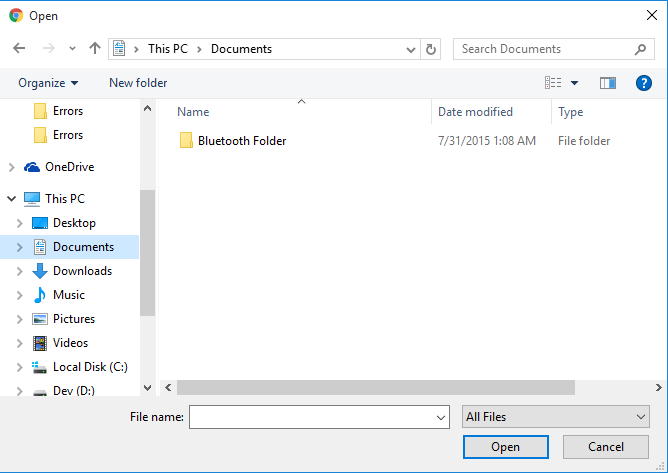 Open
This PC > Documents
Search Documents
Organize
New folder
Errors
Errors
OneDrive
This PC
Desktop
Documents
Downloads
Music
Pictures
Videos
Local Disk (C:)
Dev (D:)
Name Date modified Type
Bluetooth Folder 7/31/2015 1:08 AM File folder
File name:
All Files
Open
Cancel